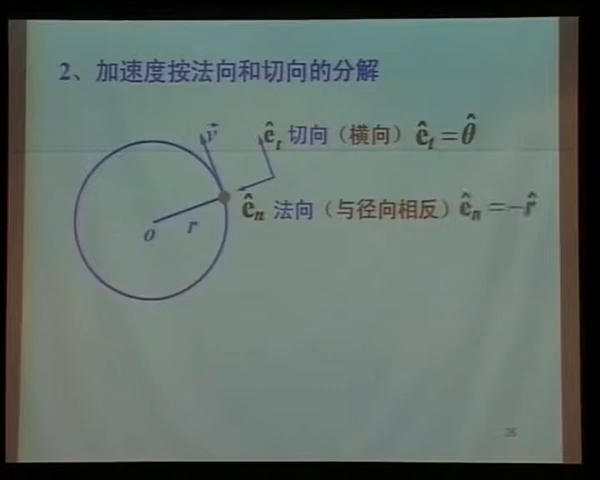 2、加速度按法向和切向的分解
v⃗
ê_t 切向（横向） ê_t = θ̂
ê_n 法向（与径向相反） ê_n = −r̂
o
r
26